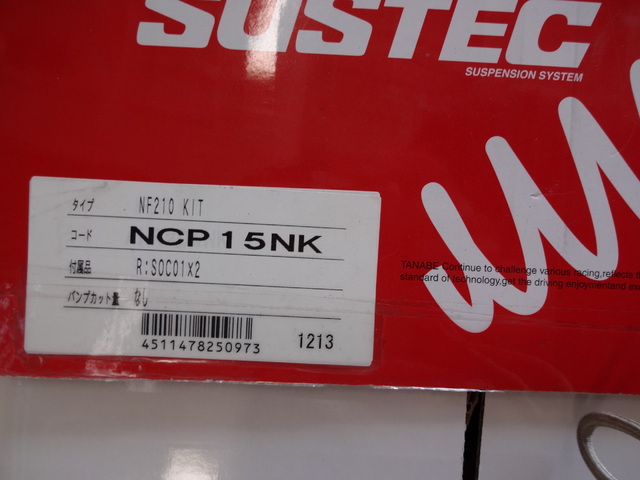 SUSTEC
SUSPENSION SYSTEM
タイプ NF210 KIT
コード NCP15NK
付属品 R:SOC01X2
バンプカット量 なし
4511478250973 1213
TANABE Continue to challenge various racing,reflects th
standard of technology,get the driving enjoymentand ex